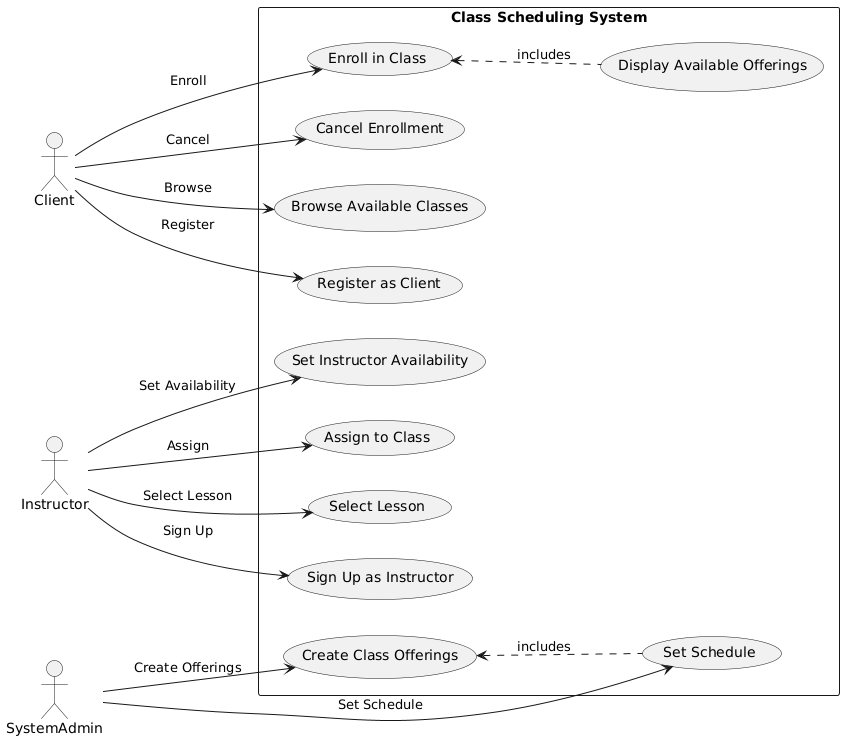 Class Scheduling System
Enroll
Enroll in Class
includes
Display Available Offerings
Cancel
Cancel Enrollment
Client
Browse
Browse Available Classes
Register
Register as Client
Set Availability
Set Instructor Availability
Assign
Assign to Class
Instructor
Select Lesson
Select Lesson
Sign Up
Sign Up as Instructor
Create Offerings
Create Class Offerings
includes
Set Schedule
SystemAdmin
Set Schedule